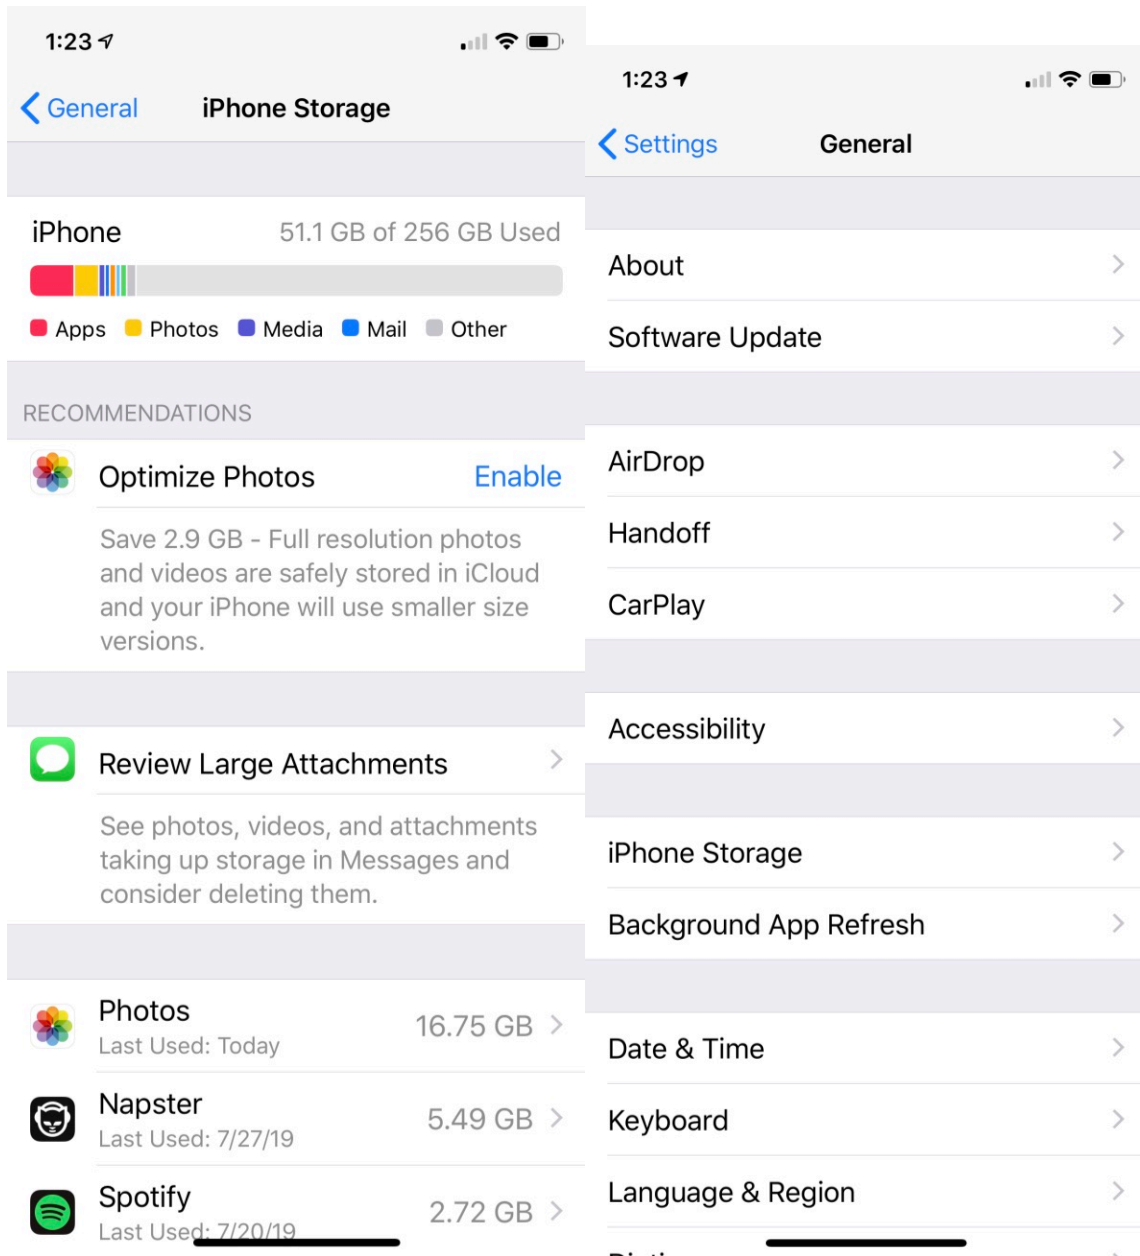 1:23
General
iPhone Storage
iPhone
51.1 GB of 256 GB Used
Apps
Photos
Media
Mail
Other
RECOMMENDATIONS
Optimize Photos
Enable
Save 2.9 GB - Full resolution photos
and videos are safely stored in iCloud
and your iPhone will use smaller size
versions.
Review Large Attachments
See photos, videos, and attachments
taking up storage in Messages and
consider deleting them.
Photos
Last Used: Today
16.75 GB
Napster
Last Used: 7/27/19
5.49 GB
Spotify
Last Used: 7/20/19
2.72 GB
1:23
Settings
General
About
Software Update
AirDrop
Handoff
CarPlay
Accessibility
iPhone Storage
Background App Refresh
Date & Time
Keyboard
Language & Region